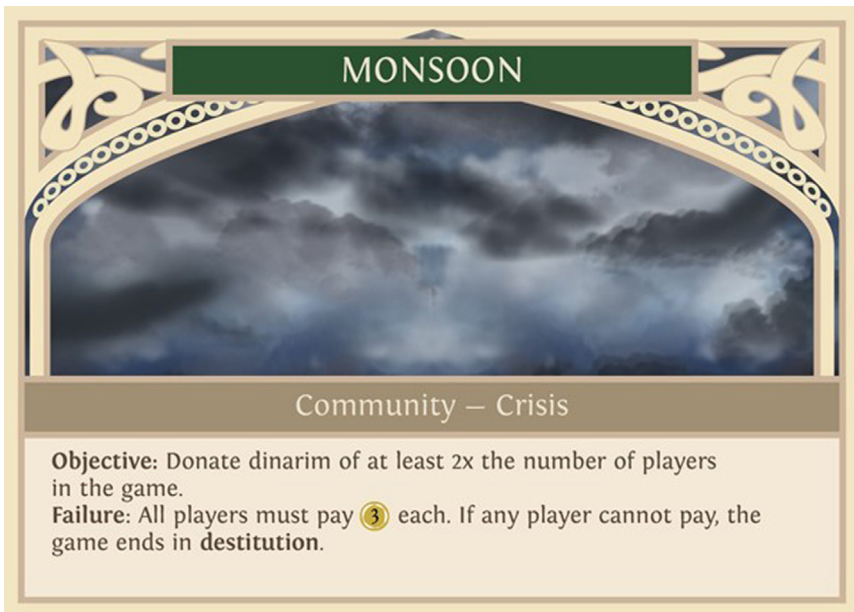 MONSOON
Community – Crisis
Objective: Donate dinarim of at least 2x the number of players
in the game.
Failure: All players must pay 3 each. If any player cannot pay, the
game ends in destitution.